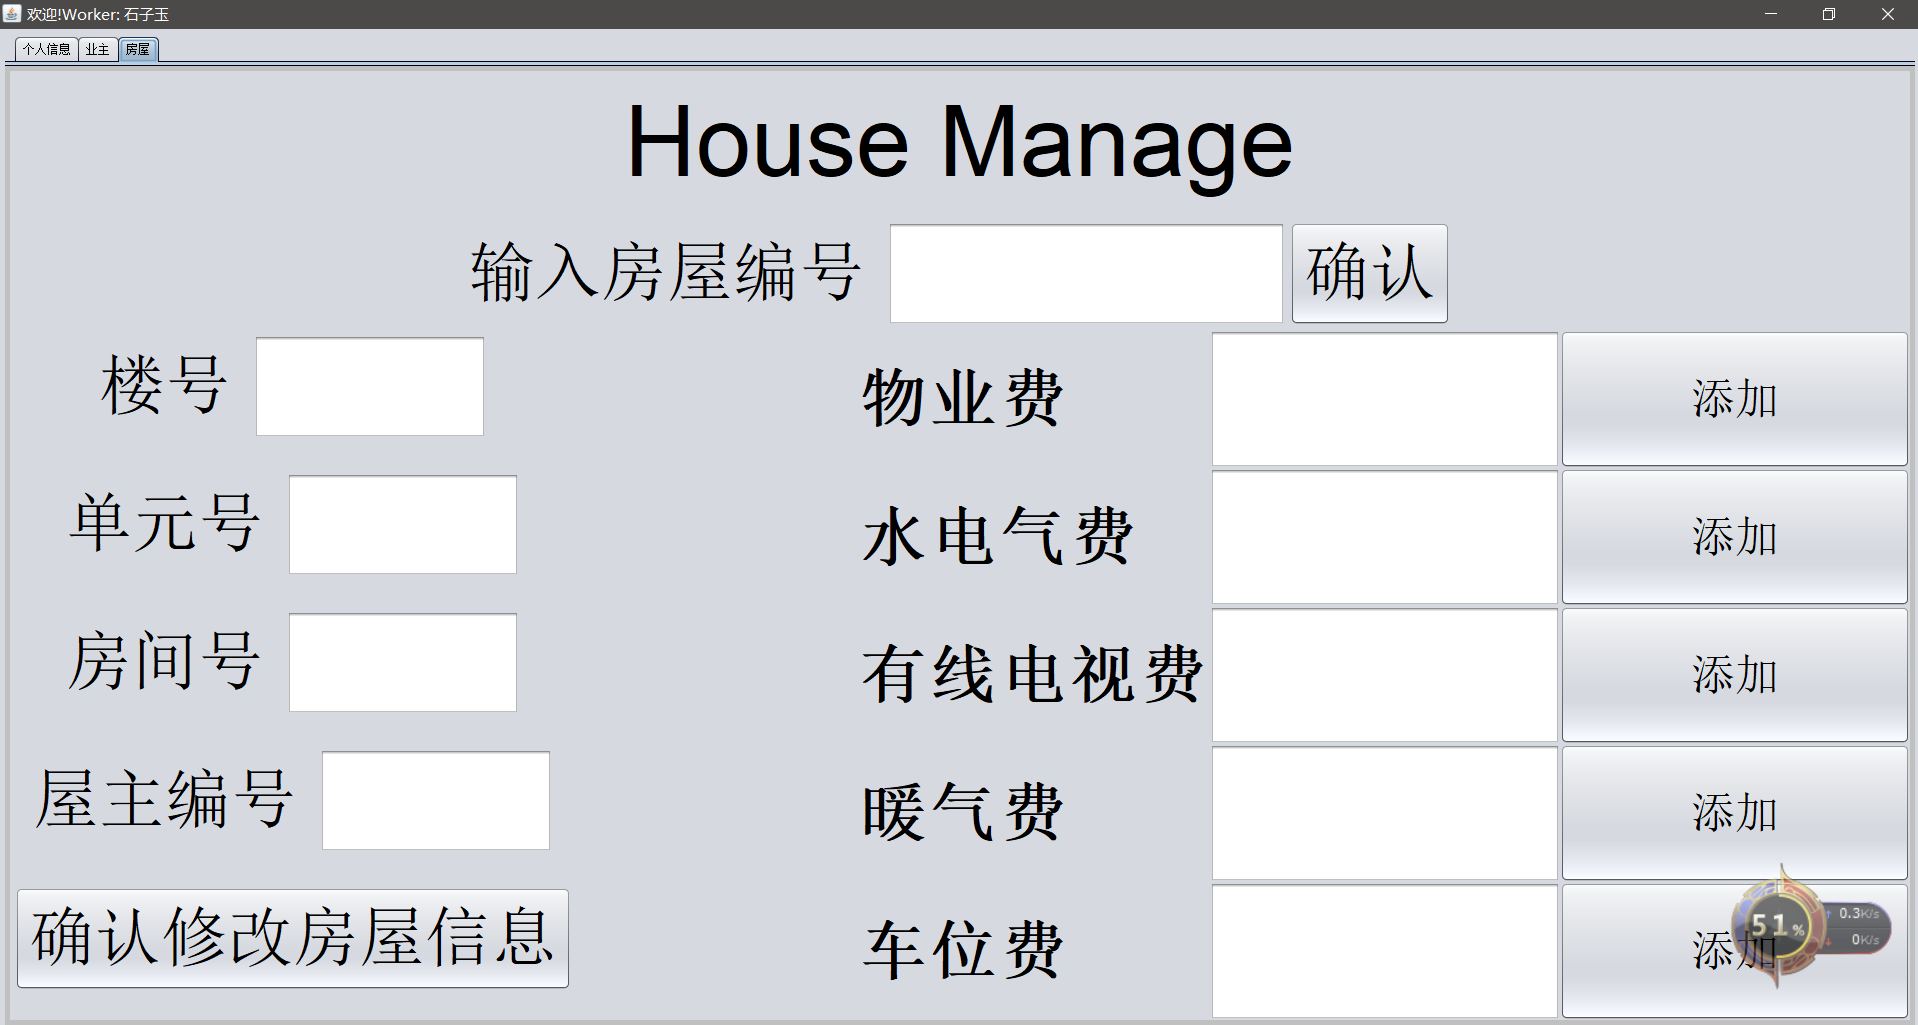 欢迎!Worker: 石子玉
个人信息 业主 房屋
House Manage
输入房屋编号 确认
楼号
单元号
房间号
屋主编号
确认修改房屋信息
物业费 添加
水电气费 添加
有线电视费 添加
暖气费 添加
车位费 添加
51%
0.3K/s
0K/s